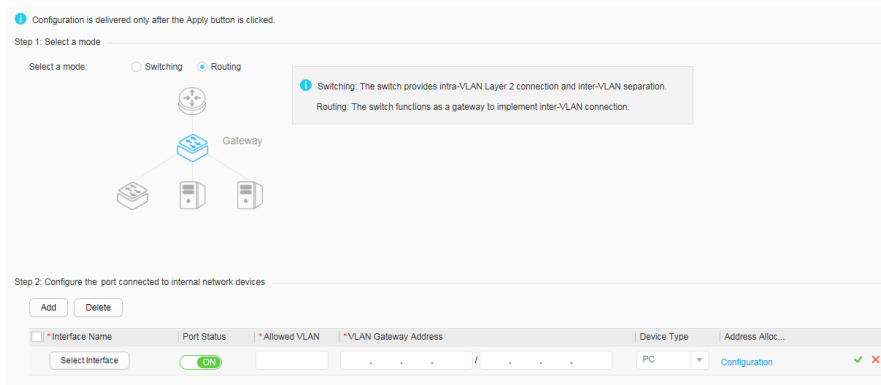 Configuration is delivered only after the Apply button is clicked.
Step 1: Select a mode
Select a mode: Switching Routing
Switching: The switch provides intra-VLAN Layer 2 connection and inter-VLAN separation.
Routing: The switch functions as a gateway to implement inter-VLAN connection.
Gateway
Step 2: Configure the port connected to internal network devices
Add Delete
*Interface Name Port Status *Allowed VLAN *VLAN Gateway Address Device Type Address Alloc...
Select Interface ON . . . / . . . PC Configuration